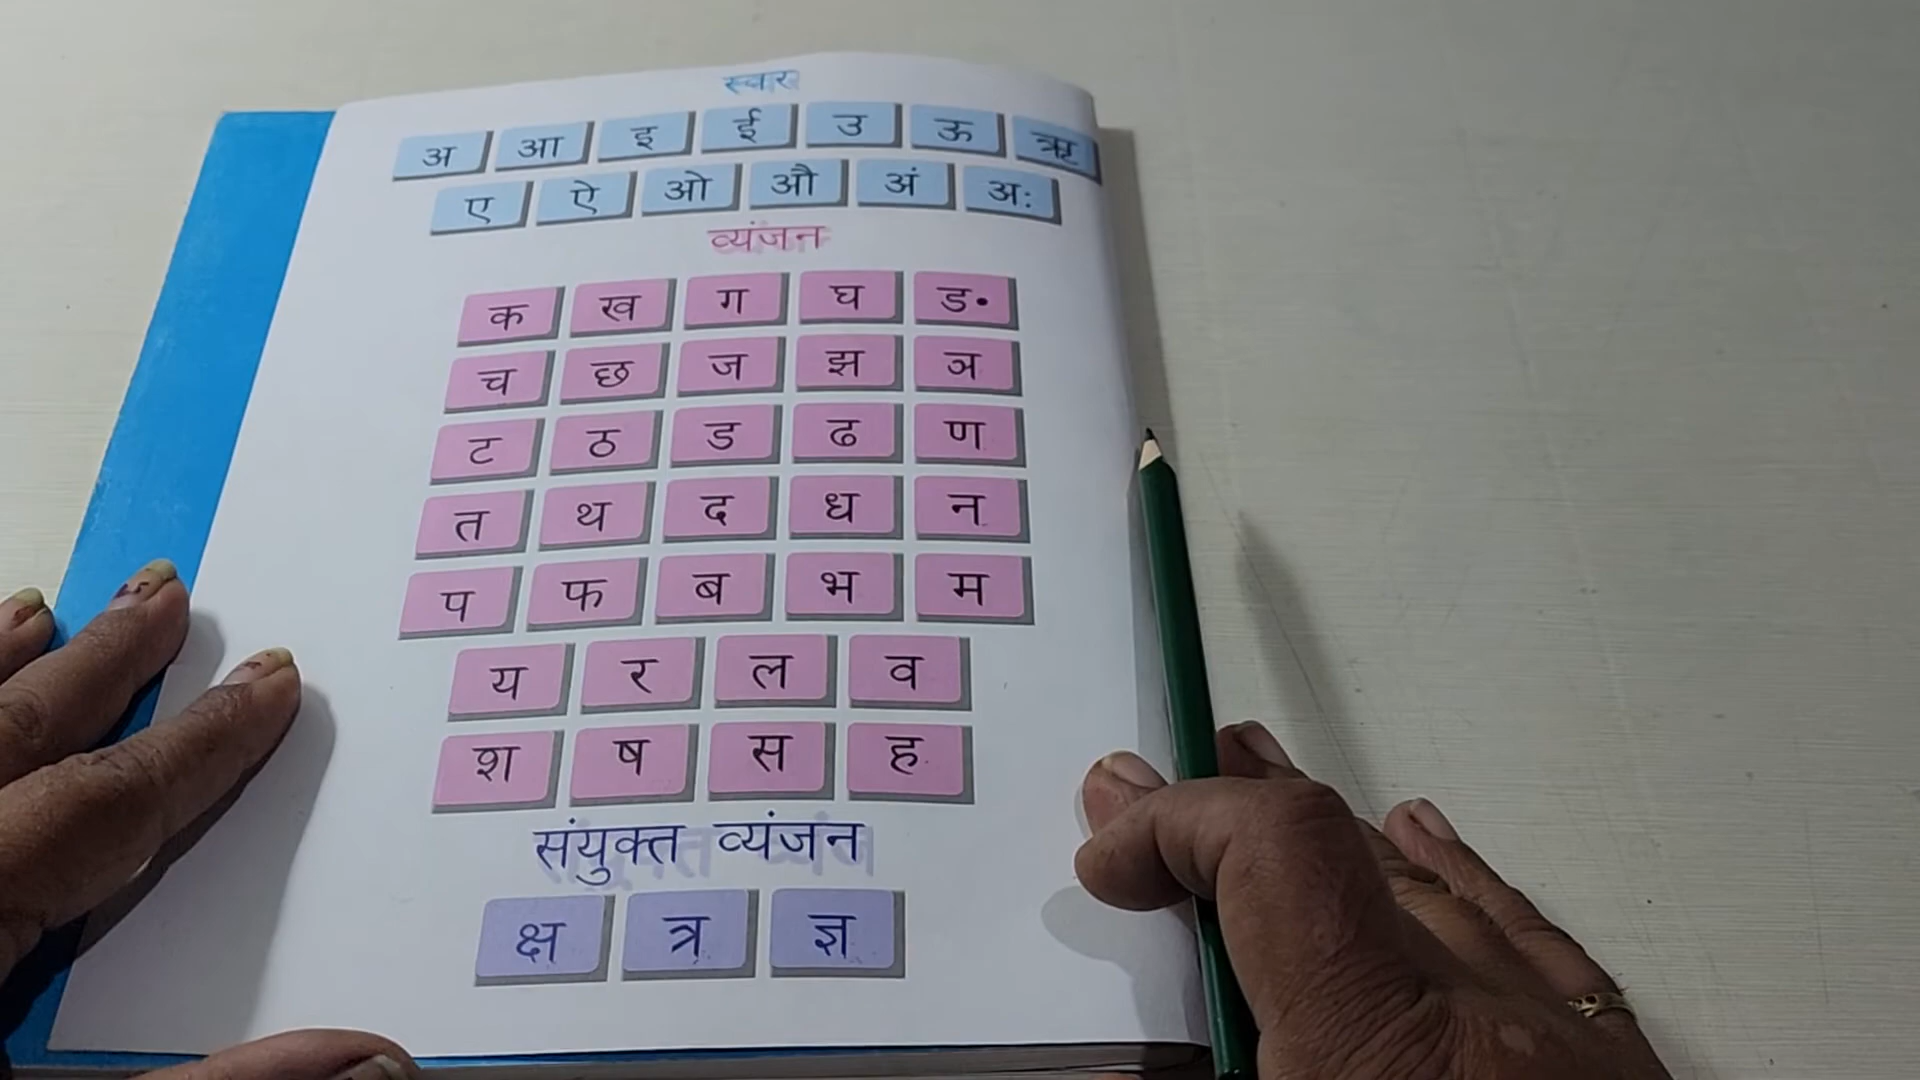 स्वर
अ आ इ ई उ ऊ ऋ
ए ऐ ओ औ अं अः
व्यंजन
क ख ग घ ड•
च छ ज झ ञ
ट ठ ड ढ ण
त थ द ध न
प फ ब भ म
य र ल व
श ष स ह
संयुक्त व्यंजन
क्ष त्र ज्ञ